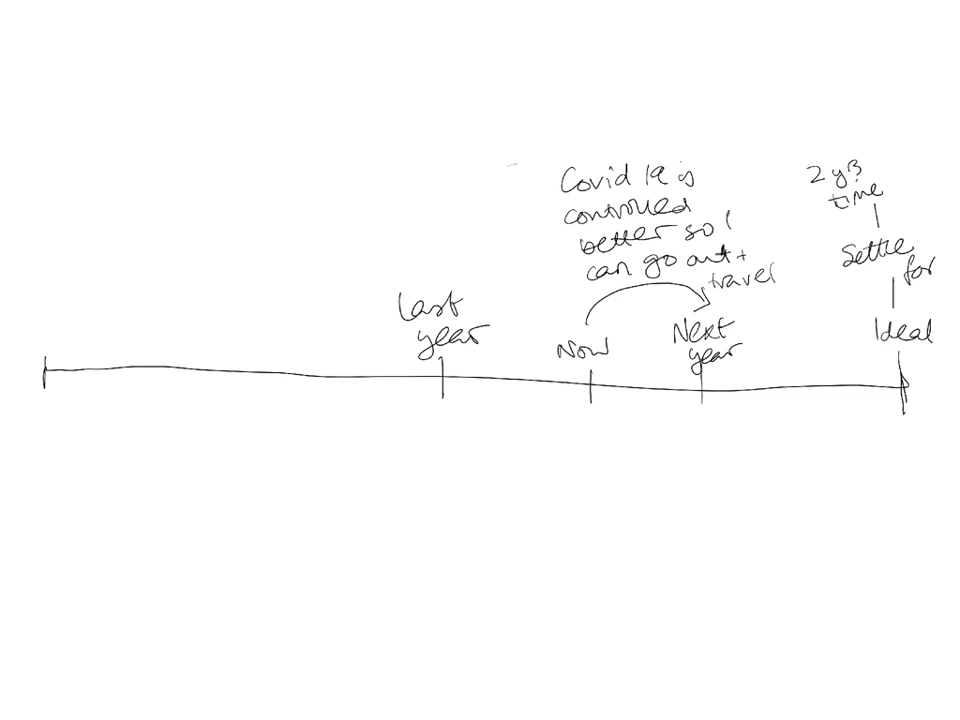 Covid 19 is
controlled
better so I
can go out +
travel
2 yrs
time
Settle
for
Ideal
Last
year
Now
Next
year